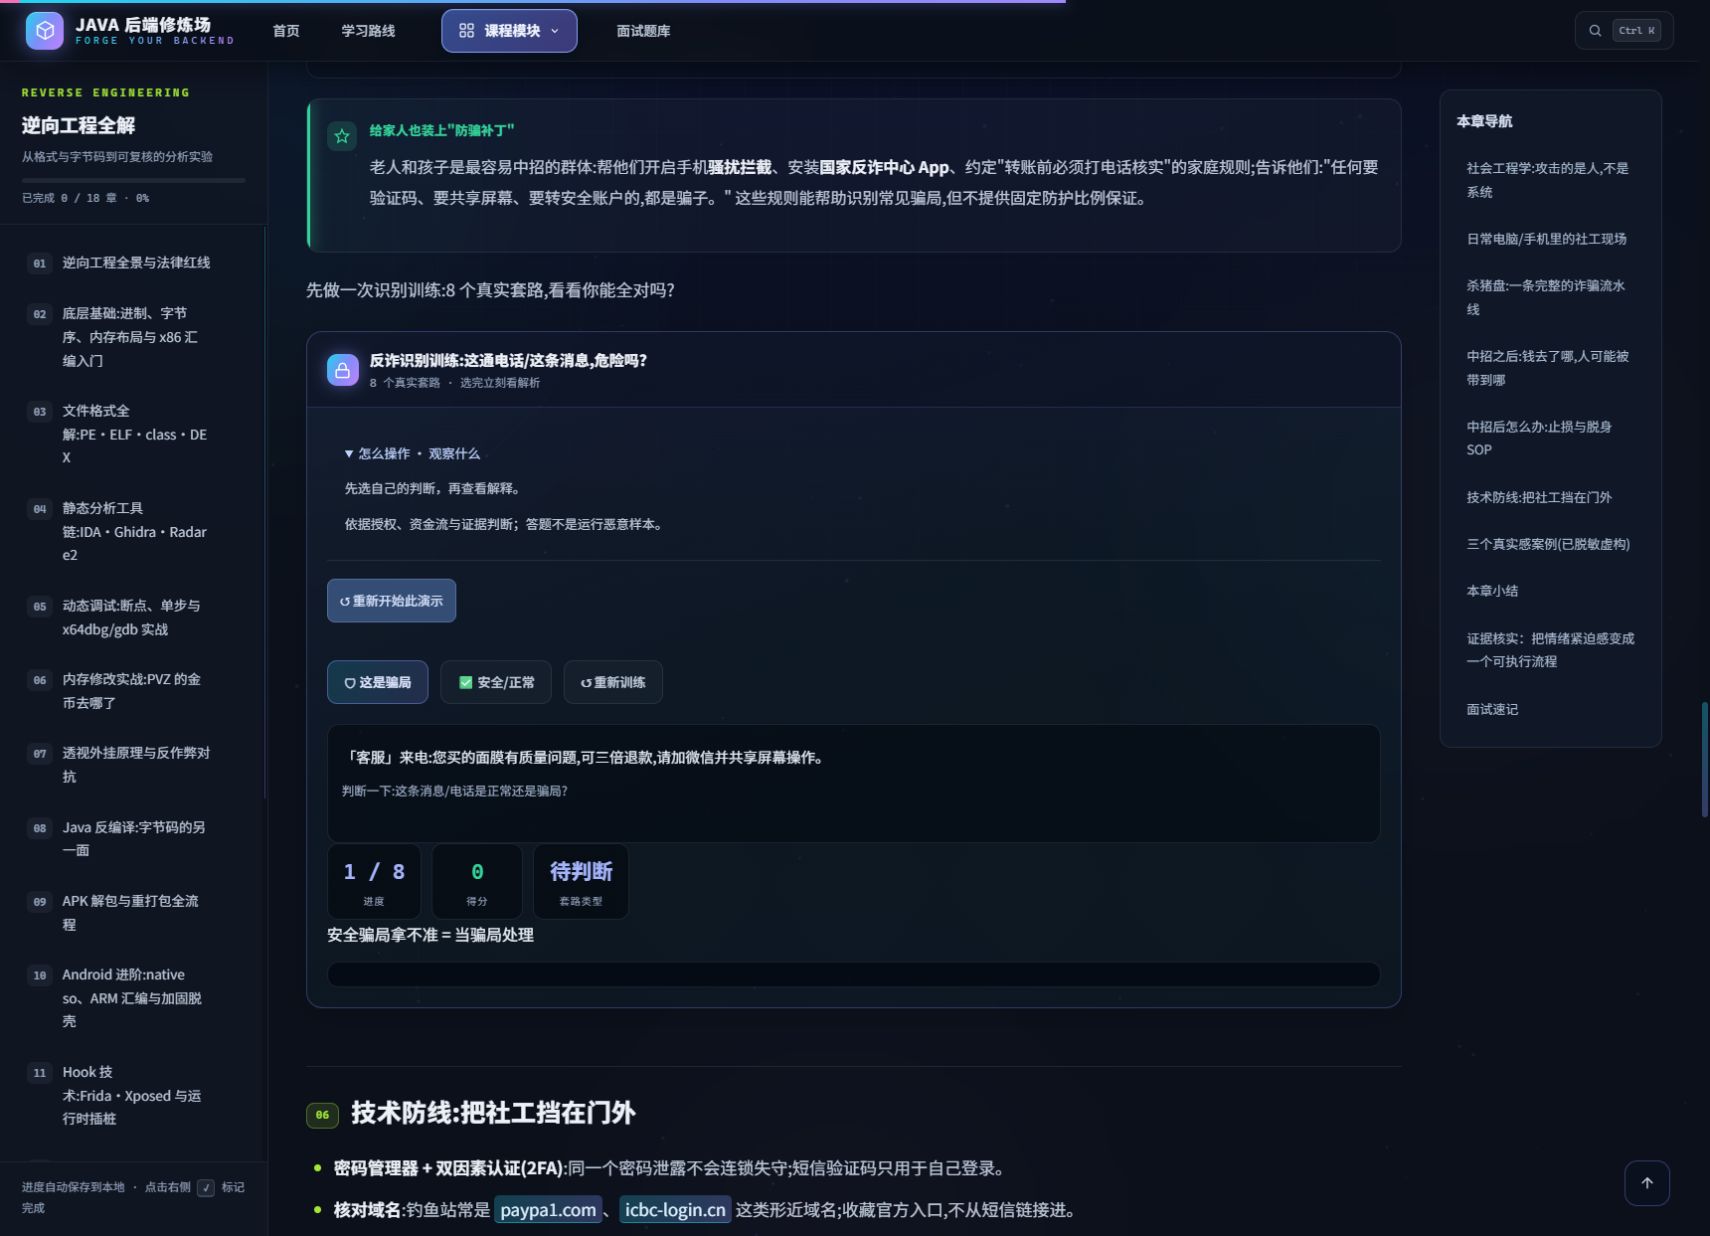 JAVA 后端修炼场
FORGE YOUR BACKEND
首页
学习路线
课程模块
面试题库
Ctrl K
REVERSE ENGINEERING
逆向工程全解
从格式与字节码到可复核的分析实验
已完成 0 / 18 章 · 0%
01 逆向工程全景与法律红线
02 底层基础:进制、字节
序、内存布局与 x86 汇
编入门
03 文件格式全
解:PE・ELF・class・DE
X
04 静态分析工具
链:IDA・Ghidra・Radar
e2
05 动态调试:断点、单步与
x64dbg/gdb 实战
06 内存修改实战:PVZ 的金
币去哪了
07 透视外挂原理与反作弊对
抗
08 Java 反编译:字节码的另
一面
09 APK 解包与重打包全流
程
10 Android 进阶:native
so、ARM 汇编与加固脱
壳
11 Hook 技
术:Frida・Xposed 与运
行时插桩
进度自动保存到本地 · 点击右侧 ✓ 标记
完成
给家人也装上"防骗补丁"
老人和孩子是最容易中招的群体:帮他们开启手机骚扰拦截、安装国家反诈中心 App、约定"转账前必须打电话核实"的家庭规则;告诉他们:"任何要
验证码、要共享屏幕、要转安全账户的,都是骗子。" 这些规则能帮助识别常见骗局,但不提供固定防护比例保证。
先做一次识别训练:8 个真实套路,看看你能全对吗?
反诈识别训练:这通电话/这条消息,危险吗?
8 个真实套路 · 选完立刻看解析
▼ 怎么操作 · 观察什么
先选自己的判断，再查看解释。
依据授权、资金流与证据判断；答题不是运行恶意样本。
↺ 重新开始此演示
🛡 这是骗局
✅ 安全/正常
↺ 重新训练
「客服」来电:您买的面膜有质量问题,可三倍退款,请加微信并共享屏幕操作。
判断一下:这条消息/电话是正常还是骗局?
1 / 8
进度
0
得分
待判断
套路类型
安全骗局拿不准 = 当骗局处理
06 技术防线:把社工挡在门外
密码管理器 + 双因素认证(2FA):同一个密码泄露不会连锁失守;短信验证码只用于自己登录。
核对域名:钓鱼站常是 paypa1.com 、 icbc-login.cn 这类形近域名;收藏官方入口,不从短信链接进。
本章导航
社会工程学:攻击的是人,不是
系统
日常电脑/手机里的社工现场
杀猪盘:一条完整的诈骗流水
线
中招之后:钱去了哪,人可能被
带到哪
中招后怎么办:止损与脱身
SOP
技术防线:把社工挡在门外
三个真实感案例(已脱敏虚构)
本章小结
证据核实：把情绪紧迫感变成
一个可执行流程
面试速记